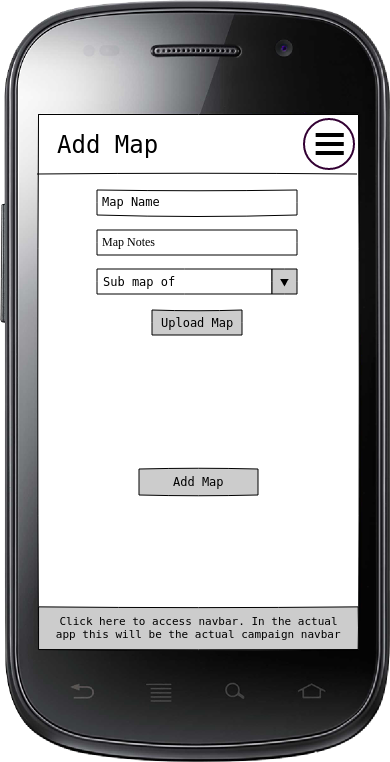 Add Map
Map Name
Map Notes
Sub map of
Upload Map
Add Map
Click here to access navbar. In the actual
app this will be the actual campaign navbar